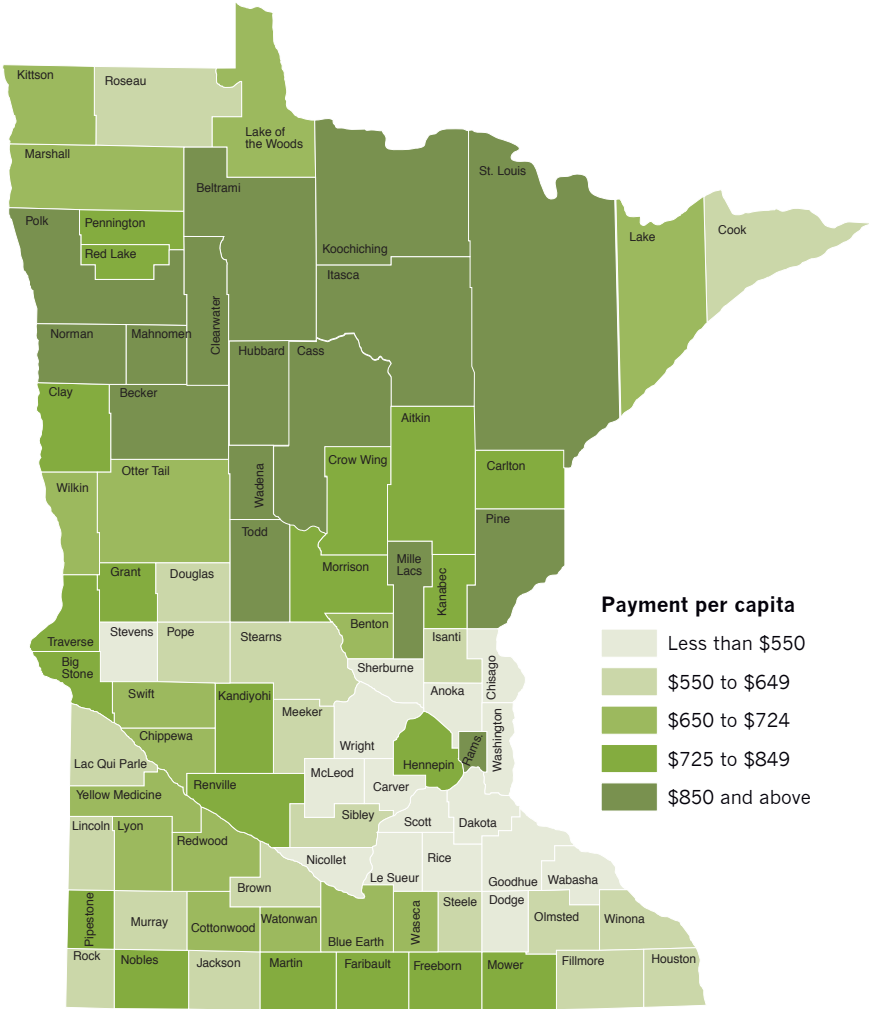 Kittson
Roseau
Lake of
the Woods
Marshall
St. Louis
Beltrami
Polk
Pennington
Lake
Cook
Koochiching
Red Lake
Itasca
Clearwater
Norman
Mahnomen
Hubbard
Cass
Clay
Becker
Aitkin
Crow Wing
Carlton
Otter Tail
Wadena
Wilkin
Pine
Todd
Mille
Lacs
Morrison
Grant
Douglas
Kanabec
Payment per capita
Less than $550
$550 to $649
$650 to $724
$725 to $849
$850 and above
Benton
Stevens
Pope
Stearns
Isanti
Traverse
Big
Stone
Sherburne
Chisago
Anoka
Swift
Kandiyohi
Meeker
Washington
Chippewa
Wright
Rams.
Lac Qui Parle
Hennepin
McLeod
Renville
Carver
Yellow Medicine
Sibley
Scott
Dakota
Lincoln
Lyon
Redwood
Nicollet
Rice
Le Sueur
Goodhue
Wabasha
Brown
Pipestone
Murray
Cottonwood
Watonwan
Blue Earth
Waseca
Steele
Dodge
Olmsted
Winona
Rock
Nobles
Jackson
Martin
Faribault
Freeborn
Mower
Fillmore
Houston